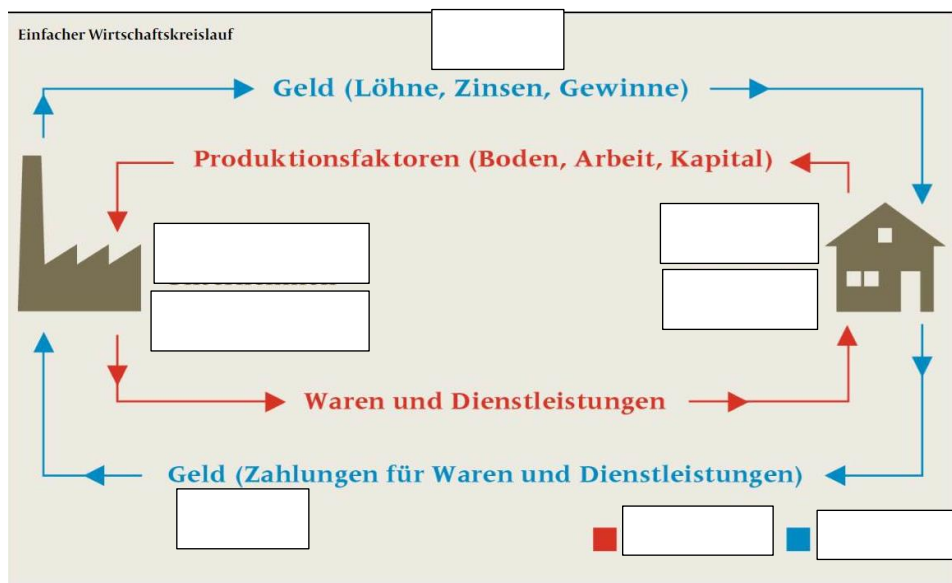 Einfacher Wirtschaftskreislauf
Geld (Löhne, Zinsen, Gewinne)
Produktionsfaktoren (Boden, Arbeit, Kapital)
Waren und Dienstleistungen
Geld (Zahlungen für Waren und Dienstleistungen)